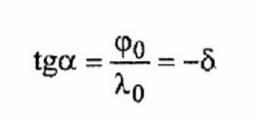 tgα = φ₀/λ₀ = −δ